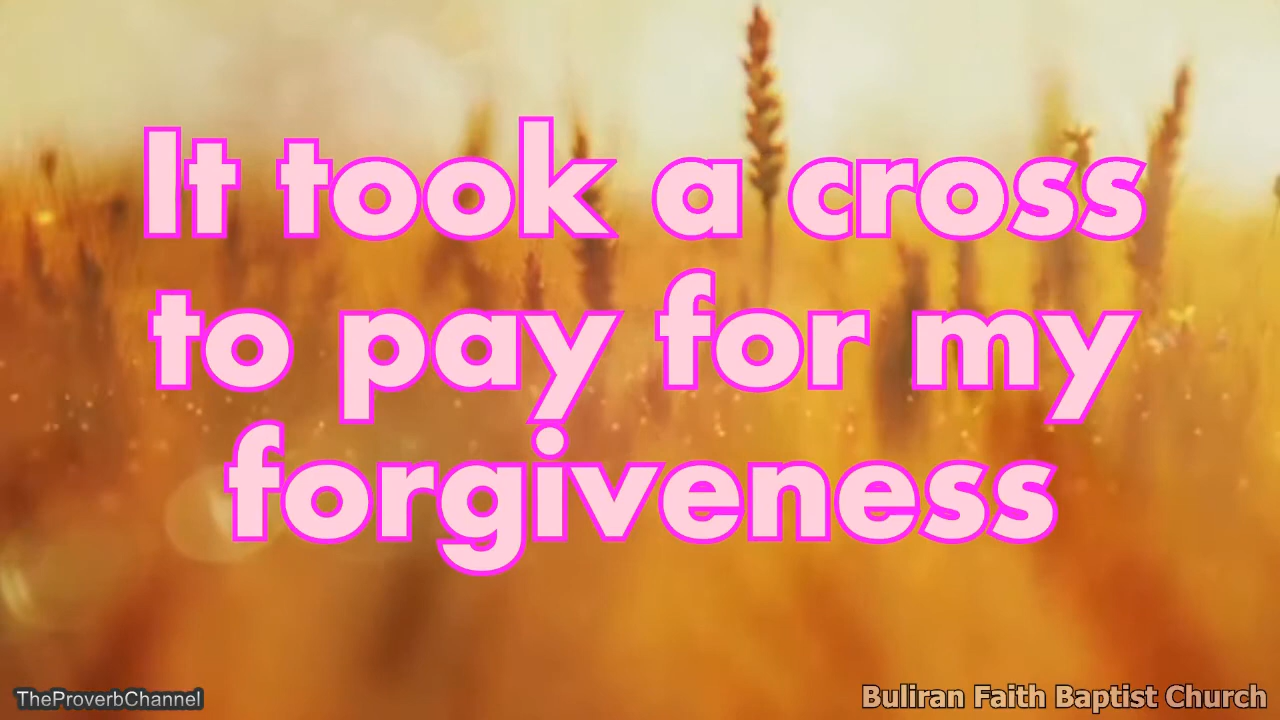 It took a cross
to pay for my
forgiveness
TheProverbChannel
Buliran Faith Baptist Church